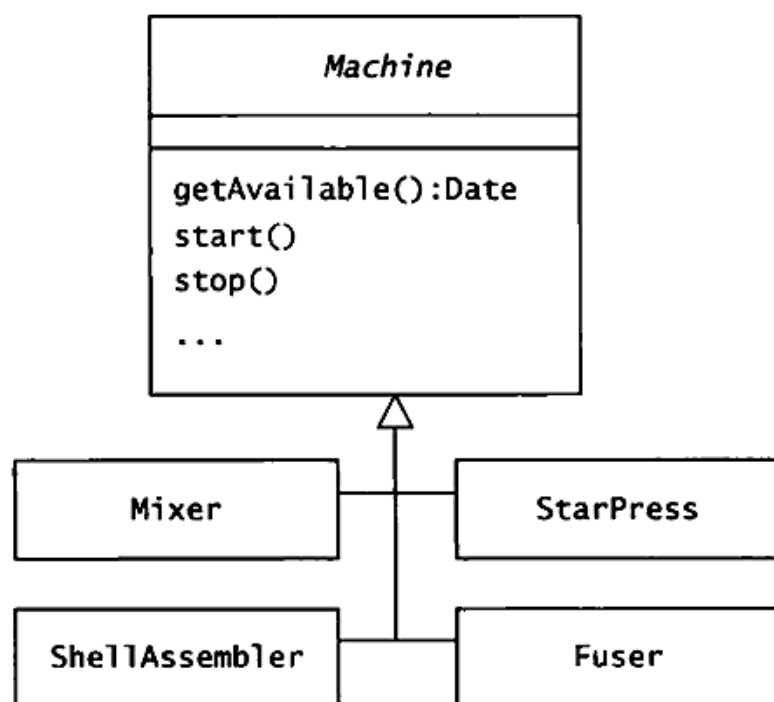 Machine
getAvailable():Date
start()
stop()
...
Mixer
StarPress
ShellAssembler
Fuser